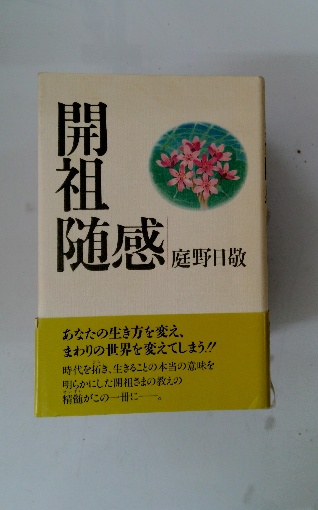 開祖随感
庭野日敬
あなたの生き方を変え、
まわりの世界を変えてしまう!!
時代を拓き、生きることの本当の意味を
明らかにした開祖さまの教えの
精髄がこの一冊に——。